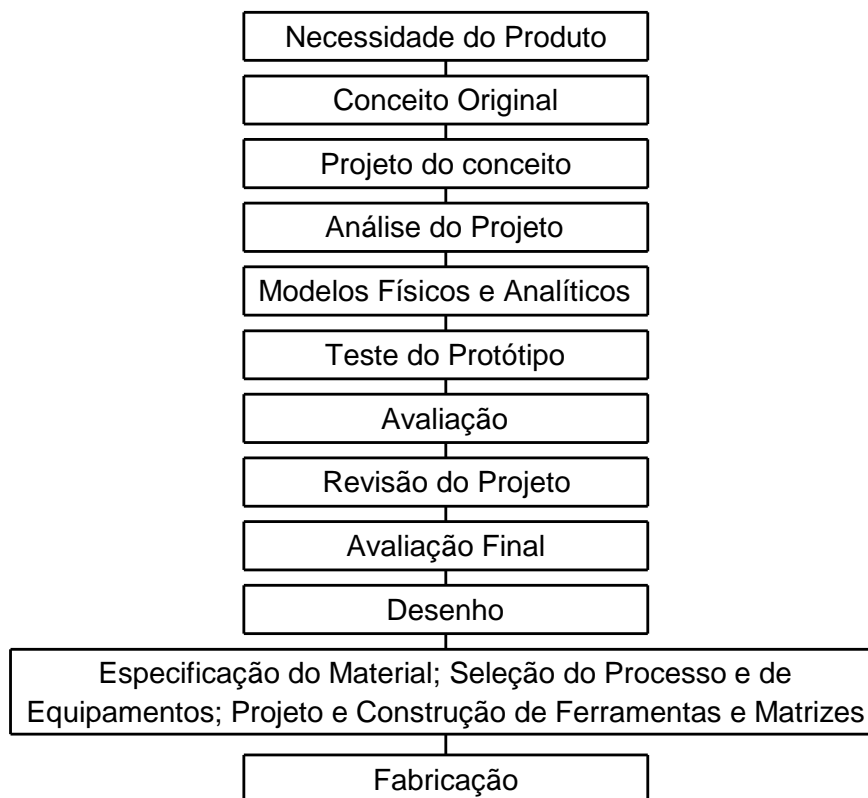 Necessidade do Produto
Conceito Original
Projeto do conceito
Análise do Projeto
Modelos Físicos e Analíticos
Teste do Protótipo
Avaliação
Revisão do Projeto
Avaliação Final
Desenho
Especificação do Material; Seleção do Processo e de
Equipamentos; Projeto e Construção de Ferramentas e Matrizes
Fabricação